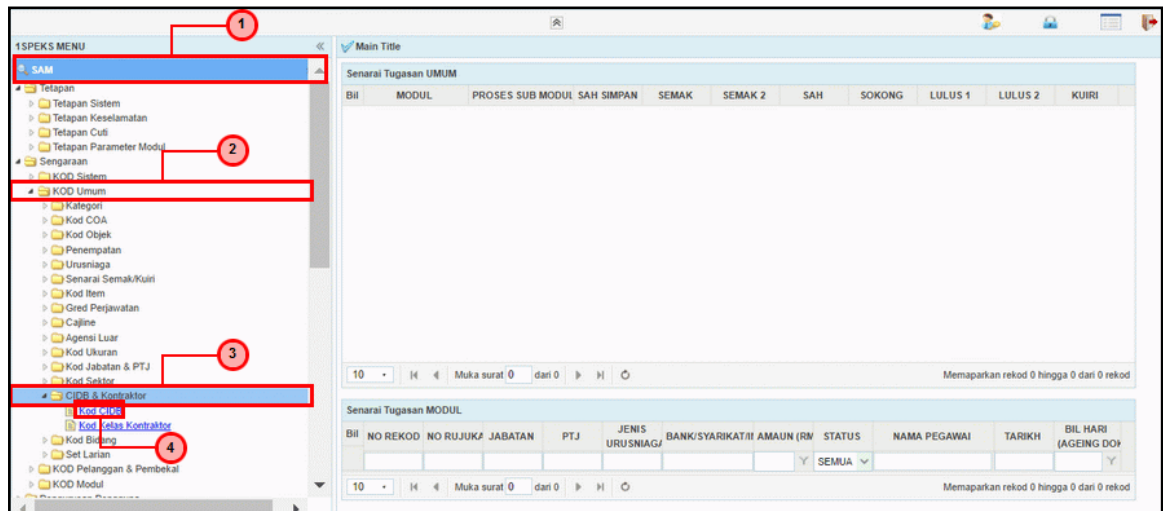 1
1SPEKS MENU
Main Title
SAM
Senarai Tugasan UMUM
Bil MODUL PROSES SUB MODUL SAH SIMPAN SEMAK SEMAK 2 SAH SOKONG LULUS 1 LULUS 2 KUIRI
Tetapan
Tetapan Sistem
Tetapan Keselamatan
Tetapan Cuti
Tetapan Parameter Modul
2
Sengaraan
KOD Sistem
KOD Umum
Kategori
Kod COA
Kod Objek
Penempatan
Urusniaga
Senarai Semak/Kuiri
Kod Item
Gred Perjawatan
Cajline
Agensi Luar
Kod Ukuran
3
Kod Jabatan & PTJ
Kod Sektor
CIDB & Kontraktor
Kod CIDB
Kod Kelas Kontraktor
Kod Bidang
4
Set Larian
KOD Pelanggan & Pembekal
KOD Modul
10 Muka surat 0 dari 0 Memaparkan rekod 0 hingga 0 dari 0 rekod
Senarai Tugasan MODUL
Bil NO REKOD NO RUJUKA JABATAN PTJ JENIS URUSNIAGA BANK/SYARIKAT/II AMAUN (RM STATUS NAMA PEGAWAI TARIKH BIL HARI (AGEING DOK
SEMUA
10 Muka surat 0 dari 0 Memaparkan rekod 0 hingga 0 dari 0 rekod